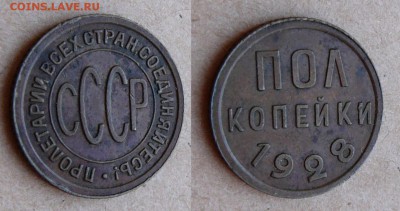 COINS.LAVE.RU
ПРОЛЕТАРИИ ВСЕХ СТРАН, СОЕДИНЯЙТЕСЬ!
СССР
ПОЛ
КОПЕЙКИ
1928